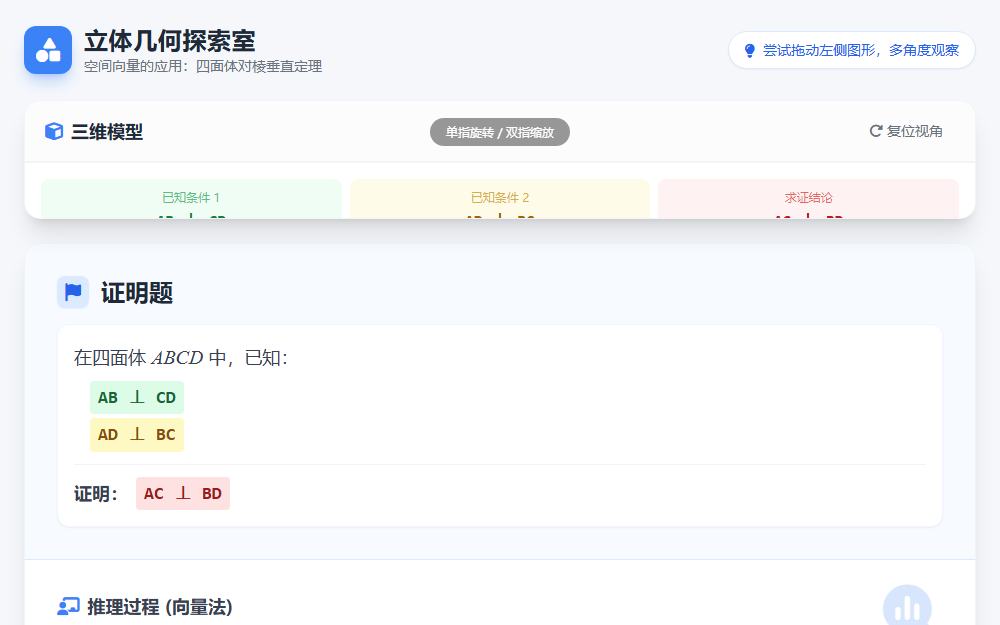 立体几何探索室
空间向量的应用：四面体对棱垂直定理
尝试拖动左侧图形，多角度观察
三维模型
单指旋转 / 双指缩放
复位视角
已知条件 1
已知条件 2
求证结论
证明题
在四面体 ABCD 中，已知：
AB ⊥ CD
AD ⊥ BC
证明： AC ⊥ BD
推理过程 (向量法)